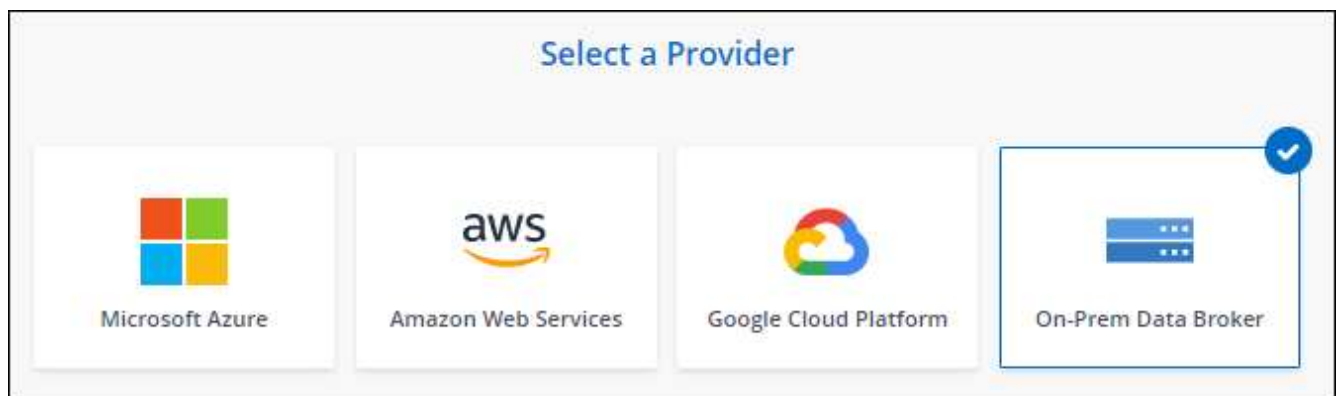 Select a Provider
aws
Microsoft Azure
Amazon Web Services
Google Cloud Platform
On-Prem Data Broker